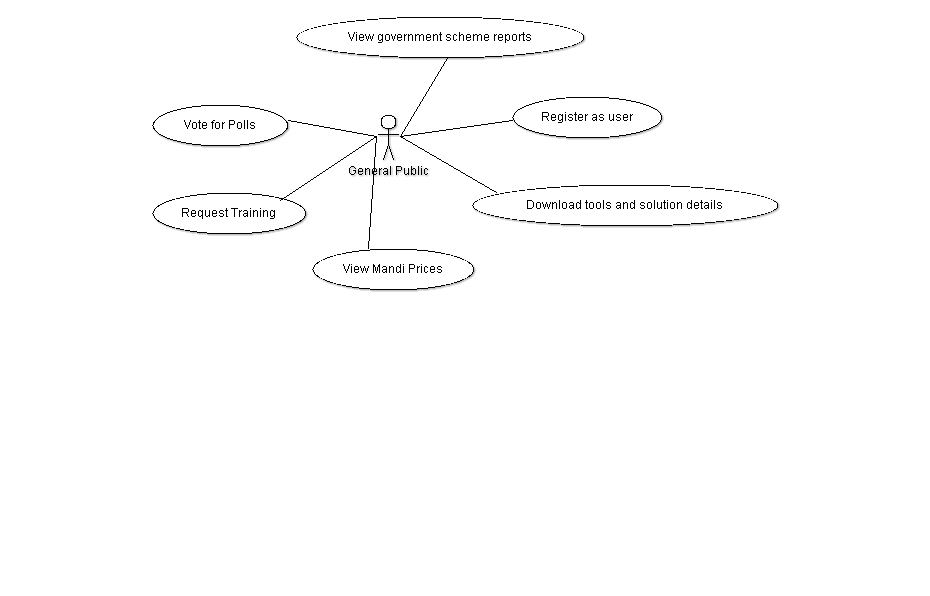 View government scheme reports
Vote for Polls
Register as user
General Public
Request Training
Download tools and solution details
View Mandi Prices